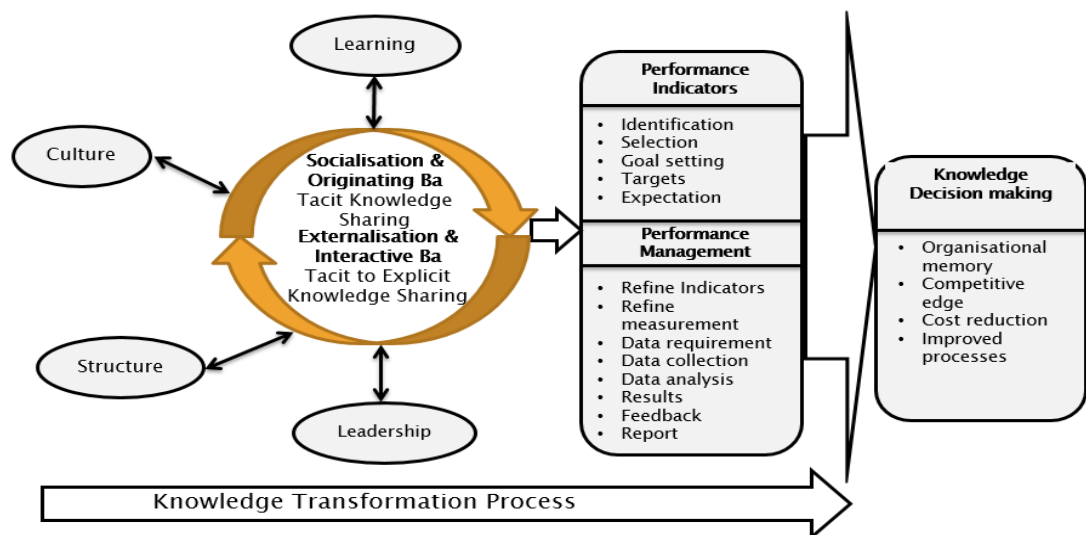 Learning
Culture
Socialisation &
Originating Ba
Tacit Knowledge
Sharing
Externalisation &
Interactive Ba
Tacit to Explicit
Knowledge Sharing
Structure
Leadership
Performance
Indicators
• Identification
• Selection
• Goal setting
• Targets
• Expectation
Performance
Management
• Refine Indicators
• Refine
measurement
• Data requirement
• Data collection
• Data analysis
• Results
• Feedback
• Report
Knowledge
Decision making
• Organisational
memory
• Competitive
edge
• Cost reduction
• Improved
processes
Knowledge Transformation Process